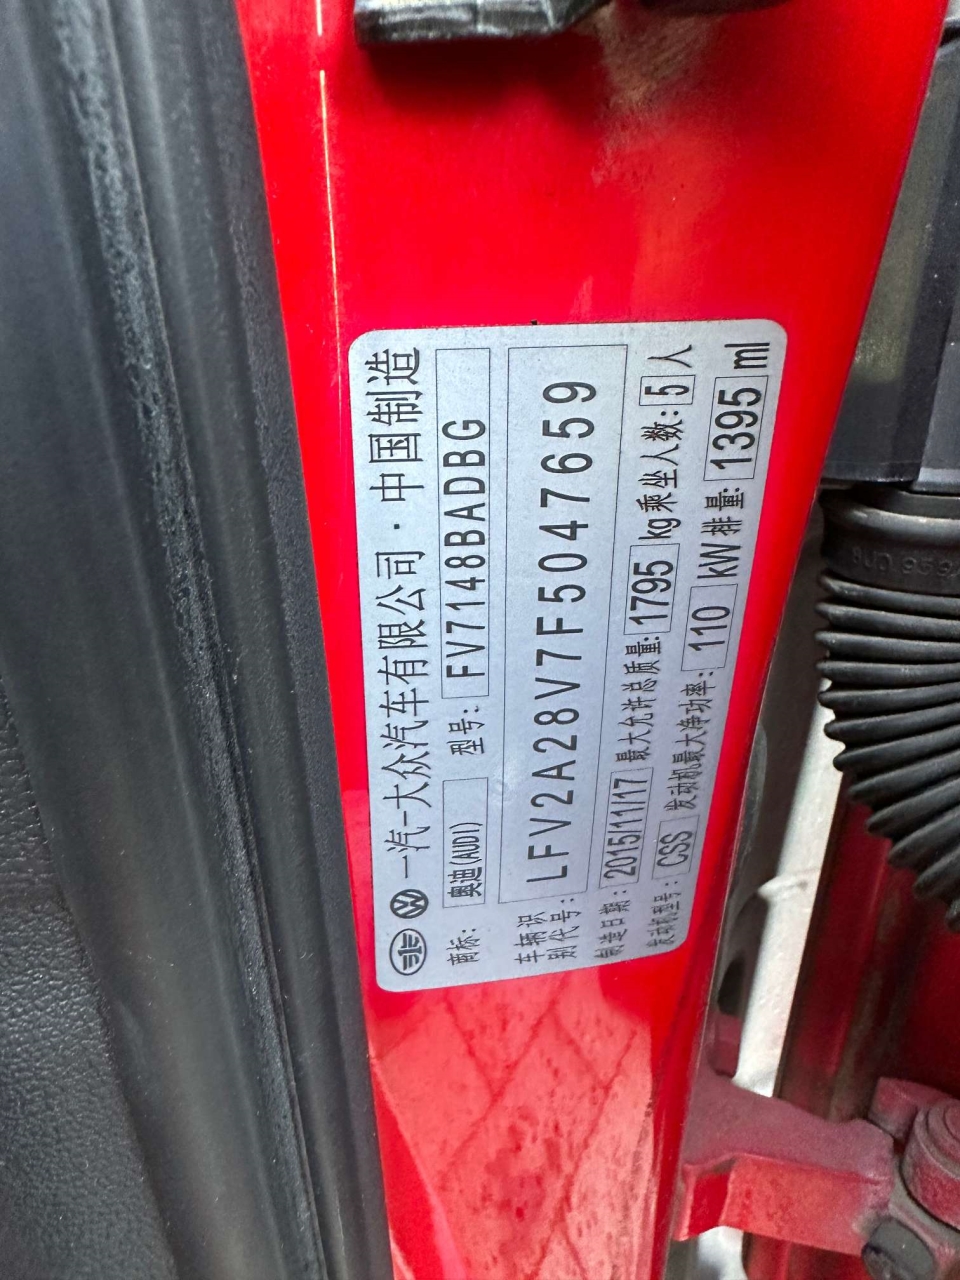 一汽-大众汽车有限公司·中国制造
商标: 奥迪(AUDI) 型号: FV7148BADBG
车辆识别代号: LFV2A28V7F5047659
制造日期: 2015/11/17 最大允许总质量: 1795 kg 乘坐人数: 5 人
发动机型号: CSS 发动机最大净功率: 110 kW 排量: 1395 ml